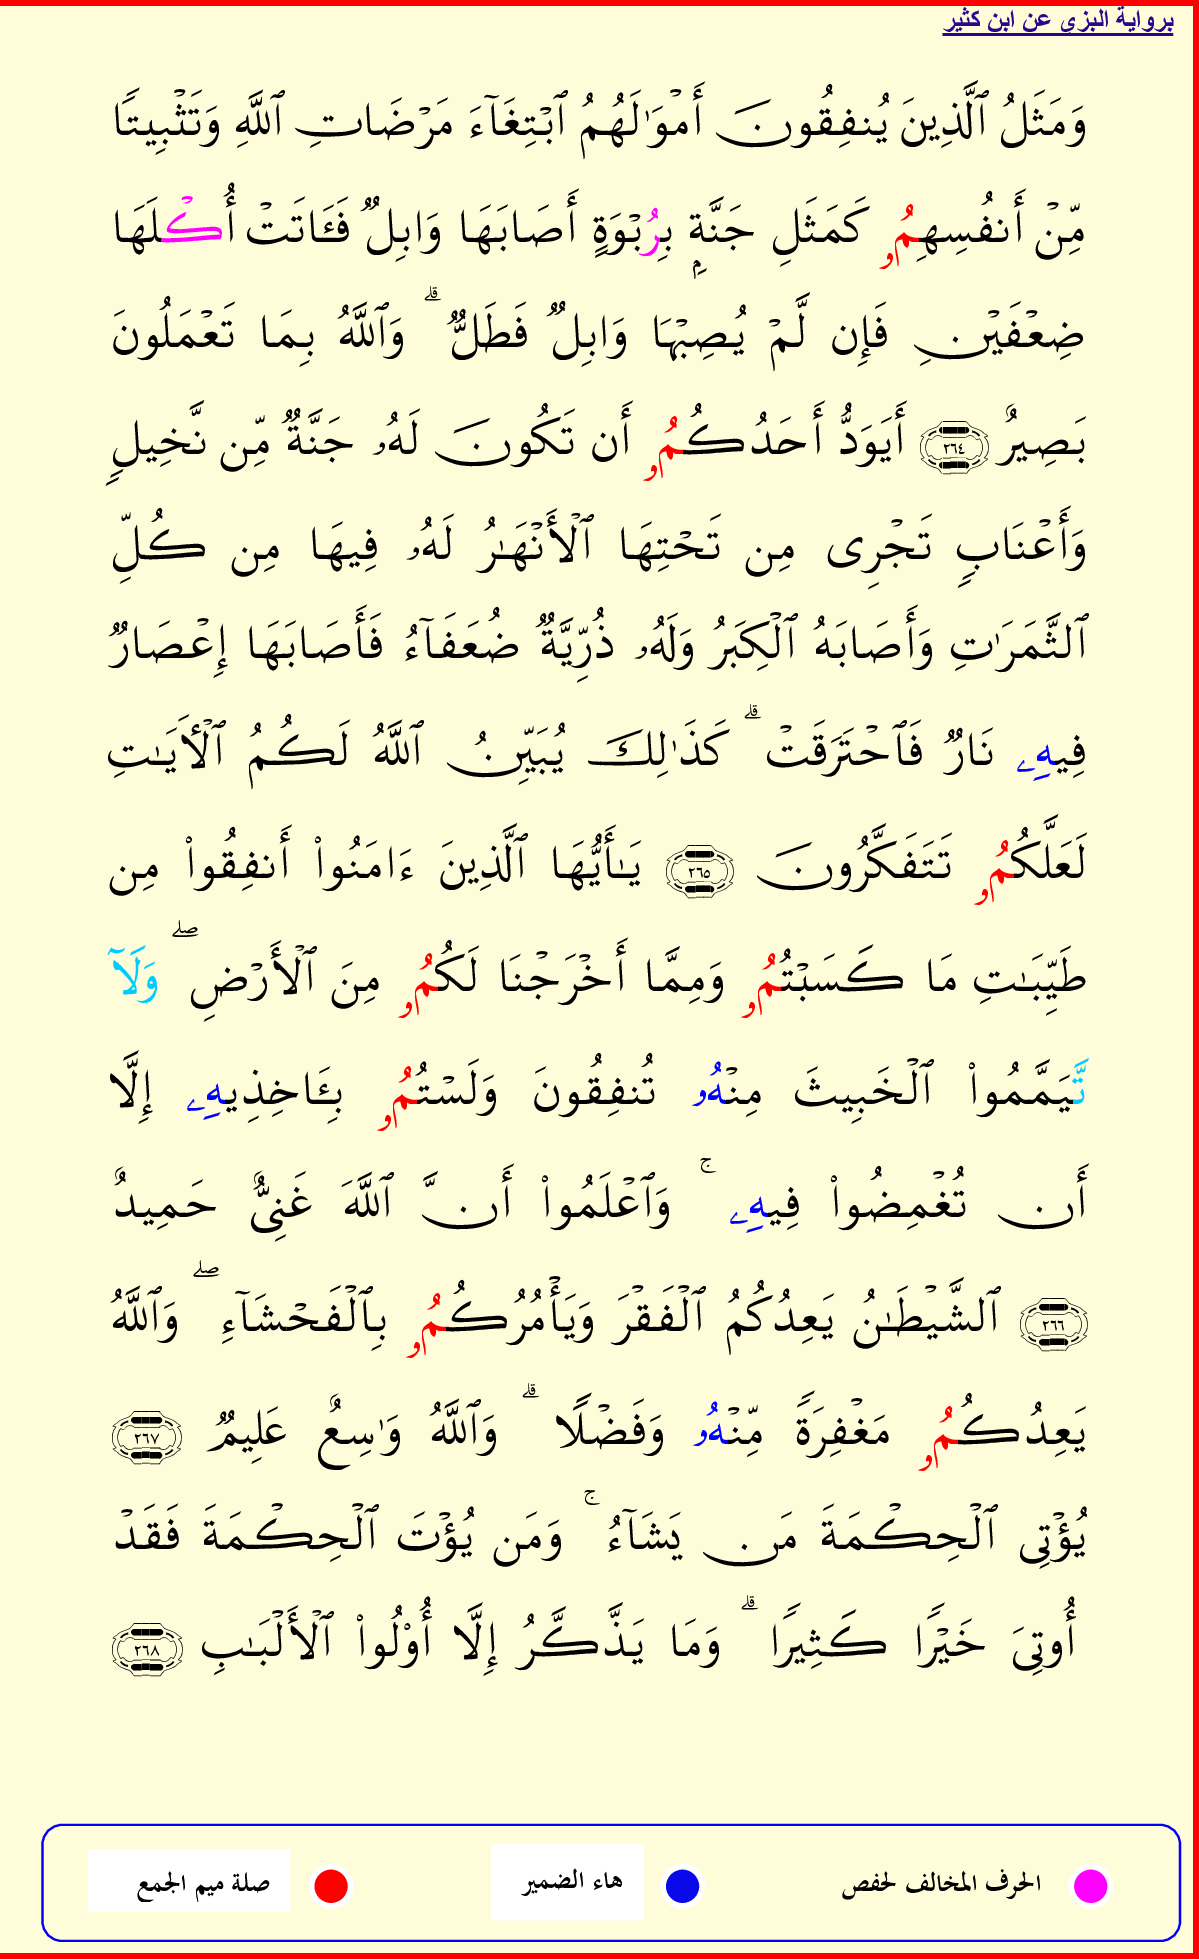 برواية البزى عن ابن كثير
وَمَثَلُ ٱلَّذِينَ يُنفِقُونَ أَمْوَٰلَهُمُ ٱبْتِغَآءَ مَرْضَاتِ ٱللَّهِ وَتَثْبِيتًا
مِّنْ أَنفُسِهِمُو كَمَثَلِ جَنَّةٍۭ بِرُبْوَةٍ أَصَابَهَا وَابِلٌ فَـَٔاتَتْ أُكْلَهَا
ضِعْفَيْنِ فَإِن لَّمْ يُصِبْهَا وَابِلٌ فَطَلٌّ ۗ وَٱللَّهُ بِمَا تَعْمَلُونَ
بَصِيرٌ ٢٦٤ أَيَوَدُّ أَحَدُكُمُو أَن تَكُونَ لَهُۥ جَنَّةٌ مِّن نَّخِيلٍ
وَأَعْنَابٍ تَجْرِى مِن تَحْتِهَا ٱلْأَنْهَـٰرُ لَهُۥ فِيهَا مِن كُلِّ
ٱلثَّمَرَٰتِ وَأَصَابَهُ ٱلْكِبَرُ وَلَهُۥ ذُرِّيَّةٌ ضُعَفَآءُ فَأَصَابَهَا إِعْصَارٌ
فِيهِۦ نَارٌ فَٱحْتَرَقَتْ ۗ كَذَٰلِكَ يُبَيِّنُ ٱللَّهُ لَكُمُ ٱلْأَيَـٰتِ
لَعَلَّكُمُو تَتَفَكَّرُونَ ٢٦٥ يَـٰأَيُّهَا ٱلَّذِينَ ءَامَنُوا۟ أَنفِقُوا۟ مِن
طَيِّبَـٰتِ مَا كَسَبْتُمُو وَمِمَّا أَخْرَجْنَا لَكُمُو مِنَ ٱلْأَرْضِ ۖ وَلَآ
تَّيَمَّمُوا۟ ٱلْخَبِيثَ مِنْهُۥ تُنفِقُونَ وَلَسْتُمُو بِـَٔاخِذِيهِۦ إِلَّا
أَن تُغْمِضُوا۟ فِيهِۦ ۚ وَٱعْلَمُوا۟ أَنَّ ٱللَّهَ غَنِىٌّ حَمِيدٌ
٢٦٦ ٱلشَّيْطَـٰنُ يَعِدُكُمُ ٱلْفَقْرَ وَيَأْمُرُكُمُو بِٱلْفَحْشَآءِ ۖ وَٱللَّهُ
يَعِدُكُمُو مَغْفِرَةً مِّنْهُۥ وَفَضْلًا ۗ وَٱللَّهُ وَٰسِعٌ عَلِيمٌ ٢٦٧
يُؤْتِى ٱلْحِكْمَةَ مَن يَشَآءُ ۚ وَمَن يُؤْتَ ٱلْحِكْمَةَ فَقَدْ
أُوتِىَ خَيْرًا كَثِيرًا ۗ وَمَا يَذَّكَّرُ إِلَّا أُو۟لُوا۟ ٱلْأَلْبَـٰبِ ٢٦٨
الحرف المخالف لحفص هاء الضمير صلة ميم الجمع